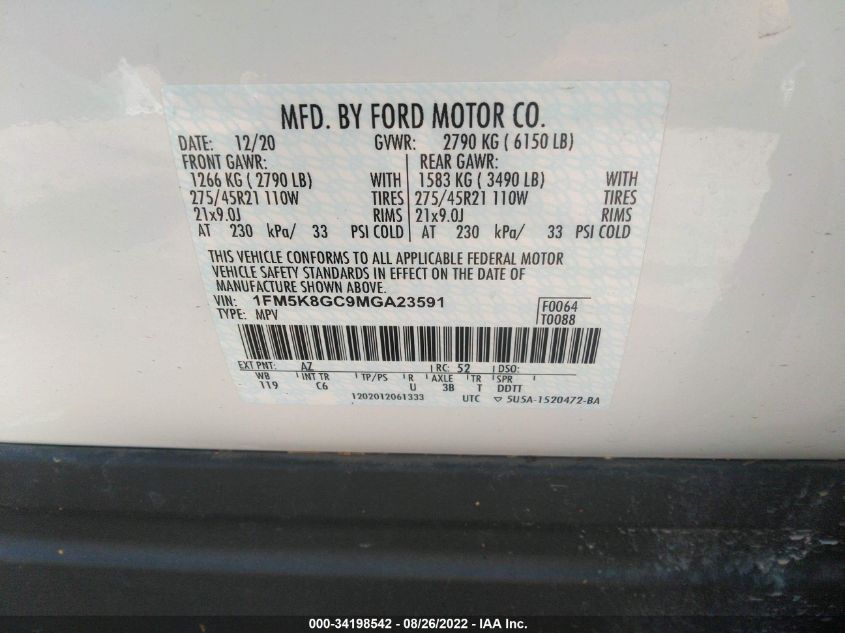 MFD. BY FORD MOTOR CO.
DATE: 12/20 GVWR: 2790 KG ( 6150 LB)
FRONT GAWR: REAR GAWR:
1266 KG ( 2790 LB) WITH 1583 KG ( 3490 LB) WITH
275/45R21 110W TIRES 275/45R21 110W TIRES
21x9.0J RIMS 21x9.0J RIMS
AT 230 kPa/ 33 PSI COLD AT 230 kPa/ 33 PSI COLD
THIS VEHICLE CONFORMS TO ALL APPLICABLE FEDERAL MOTOR
VEHICLE SAFETY STANDARDS IN EFFECT ON THE DATE OF
MANUFACTURE SHOWN ABOVE.
VIN: 1FM5K8GC9MGA23591 F0064
TYPE: MPV T0088
EXT PNT: AZ RC: 52 DSO:
WB INT TR TP/PS R AXLE TR SPR
119 C6 U 3B T DDTT
1202012061333 UTC ▽ 5U5A-1520472-BA
000-34198542 - 08/26/2022 - IAA Inc.